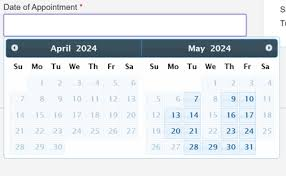 Date of Appointment *
April 2024 May 2024
Su Mo Tu We Th Fr Sa Su Mo Tu We Th Fr Sa
1 2 3 4 5 6 1 2 3 4
7 8 9 10 11 12 13 5 6 7 8 9 10 11
14 15 16 17 18 19 20 12 13 14 15 16 17 18
21 22 23 24 25 26 27 19 20 21 22 23 24 25
28 29 30 26 27 28 29 30 31